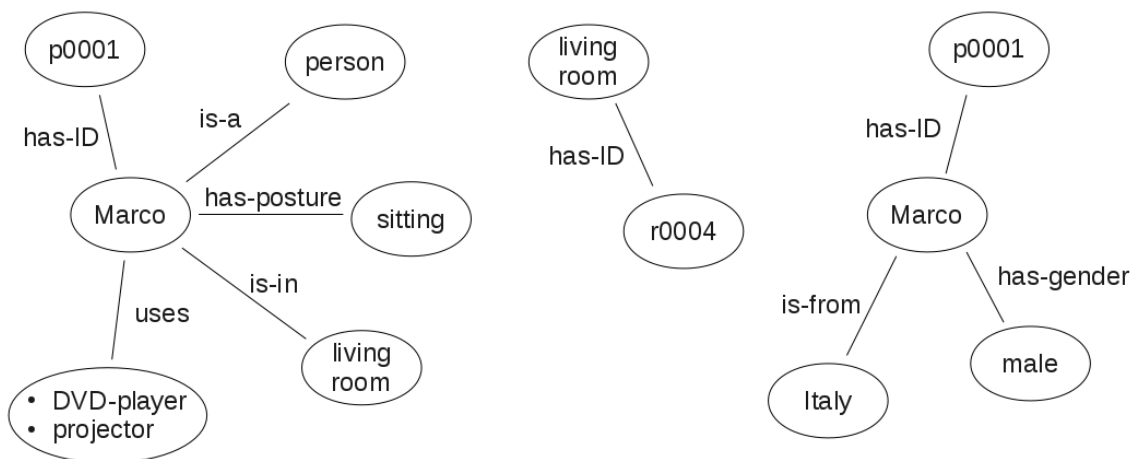 p0001
person
has-ID
is-a
Marco
has-posture
sitting
is-in
uses
living
room
• DVD-player
• projector
living
room
has-ID
r0004
p0001
has-ID
Marco
is-from
has-gender
Italy
male